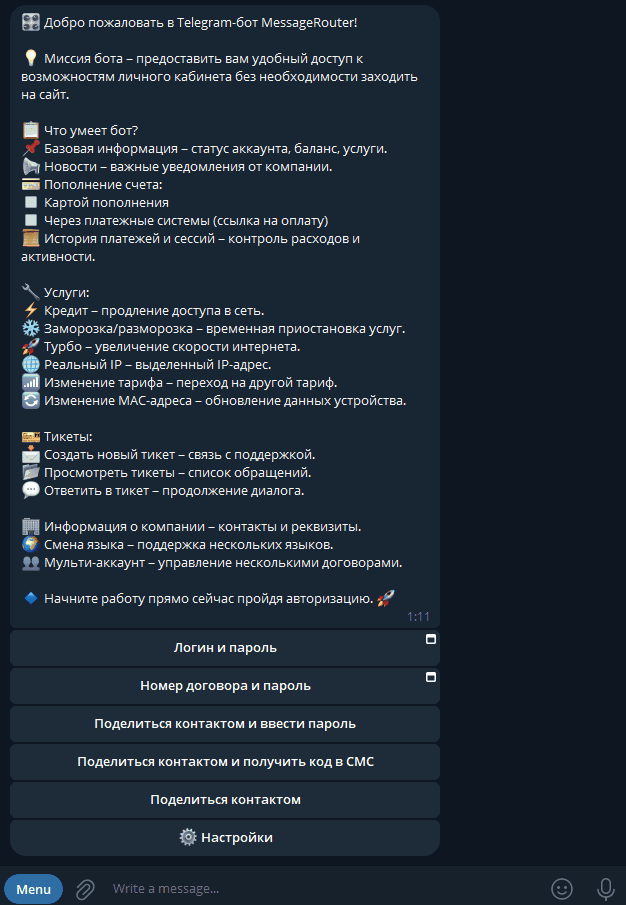 🎛 Добро пожаловать в Telegram-бот MessageRouter!
💡 Миссия бота – предоставить вам удобный доступ к
возможностям личного кабинета без необходимости заходить
на сайт.
📋 Что умеет бот?
📌 Базовая информация – статус аккаунта, баланс, услуги.
📢 Новости – важные уведомления от компании.
💳 Пополнение счета:
◻️ Картой пополнения
◻️ Через платежные системы (ссылка на оплату)
📜 История платежей и сессий – контроль расходов и
активности.
🔧 Услуги:
⚡ Кредит – продление доступа в сеть.
❄️ Заморозка/разморозка – временная приостановка услуг.
🚀 Турбо – увеличение скорости интернета.
🌐 Реальный IP – выделенный IP-адрес.
📶 Изменение тарифа – переход на другой тариф.
🔄 Изменение MAC-адреса – обновление данных устройства.
🎫 Тикеты:
📩 Создать новый тикет – связь с поддержкой.
📂 Просмотреть тикеты – список обращений.
💬 Ответить в тикет – продолжение диалога.
🏢 Информация о компании – контакты и реквизиты.
🌍 Смена языка – поддержка нескольких языков.
👥 Мульти-аккаунт – управление несколькими договорами.
🔹 Начните работу прямо сейчас пройдя авторизацию. 🚀
1:11
Логин и пароль
Номер договора и пароль
Поделиться контактом и ввести пароль
Поделиться контактом и получить код в СМС
Поделиться контактом
⚙️ Настройки
Menu
Write a message...